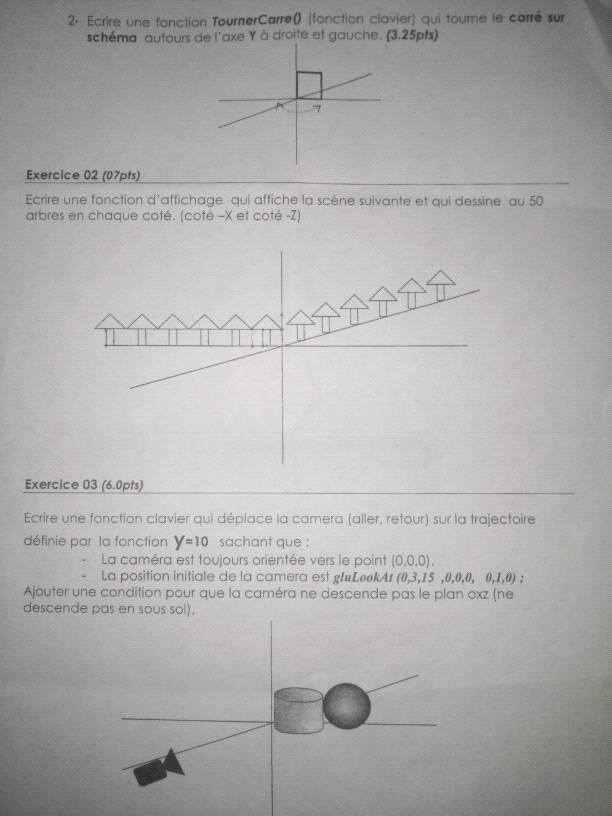 2- Ecrire une fonction TournerCarre() (fonction clavier) qui tourne le carré sur
schéma autours de l'axe Y à droite et gauche. (3.25pts)
Exercice 02 (07pts)
Ecrire une fonction d'affichage qui affiche la scène suivante et qui dessine au 50
arbres en chaque coté. (coté –X et coté -Z)
Exercice 03 (6.0pts)
Ecrire une fonction clavier qui déplace la camera (aller, retour) sur la trajectoire
définie par la fonction y=10 sachant que :
- La caméra est toujours orientée vers le point (0,0,0).
- La position initiale de la camera est gluLookAt (0,3,15 ,0,0,0, 0,1,0) ;
Ajouter une condition pour que la caméra ne descende pas le plan oxz (ne
descende pas en sous sol).